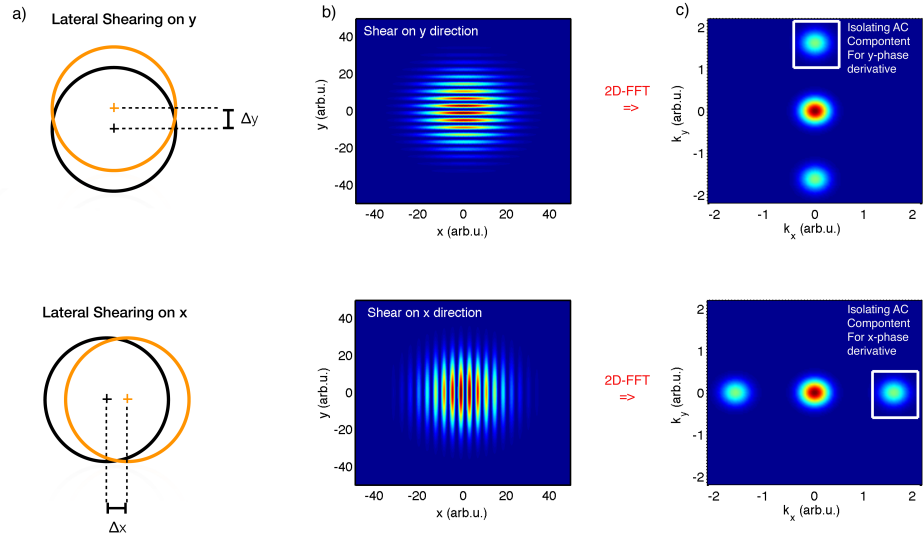 a)
Lateral Shearing on y
Δy
b)
Shear on y direction
40
20
0
-20
-40
y (arb.u.)
-40 -20 0 20 40
x (arb.u.)
2D-FFT
=>
c)
Isolating AC
Compontent
For y-phase
derivative
2
1
0
-1
-2
k_y (arb.u.)
-2 -1 0 1 2
k_x (arb.u.)
Lateral Shearing on x
Δx
Shear on x direction
40
20
0
-20
-40
y (arb.u.)
-40 -20 0 20 40
x (arb.u.)
2D-FFT
=>
Isolating AC
Compontent
For x-phase
derivative
2
1
0
-1
-2
k_y (arb.u.)
-2 -1 0 1 2
k_x (arb.u.)